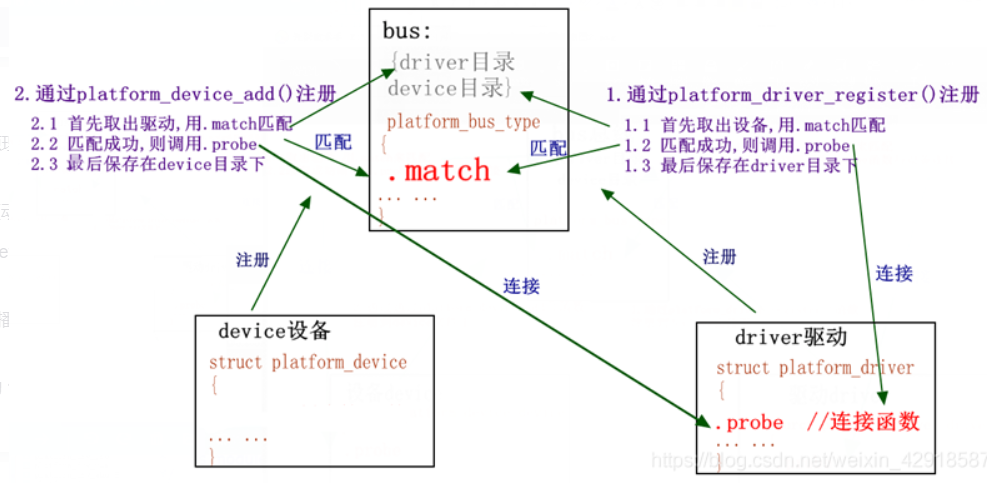 bus:
{driver目录
device目录}
platform_bus_type
{
.match
... ...
}
2.通过platform_device_add()注册
2.1 首先取出驱动,用.match匹配
2.2 匹配成功,则调用.probe
2.3 最后保存在device目录下
匹配
1.通过platform_driver_register()注册
1.1 首先取出设备,用.match匹配
1.2 匹配成功,则调用.probe
1.3 最后保存在driver目录下
匹配
注册
连接
注册
连接
device设备
struct platform_device
{
... ...
}
driver驱动
struct platform_driver
{
.probe //连接函数
... ...
}
https://blog.csdn.net/weixin_42918587